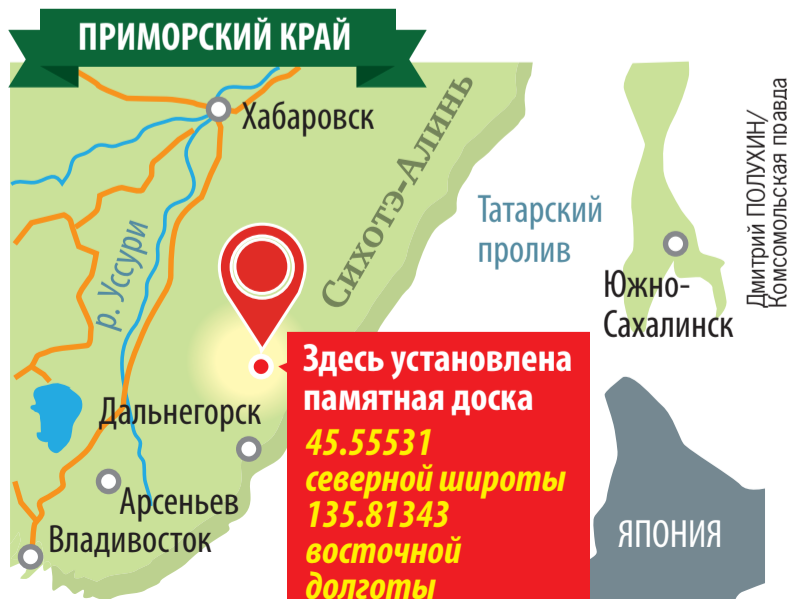 ПРИМОРСКИЙ КРАЙ
Хабаровск
Сихотэ-Алинь
р. Уссури
Татарский
пролив
Южно-
Сахалинск
Дмитрий ПОЛУХИН/
Комсомольская правда
Здесь установлена
памятная доска
45.55531
северной широты
135.81343
восточной
долготы
Дальнегорск
Арсеньев
Владивосток
ЯПОНИЯ